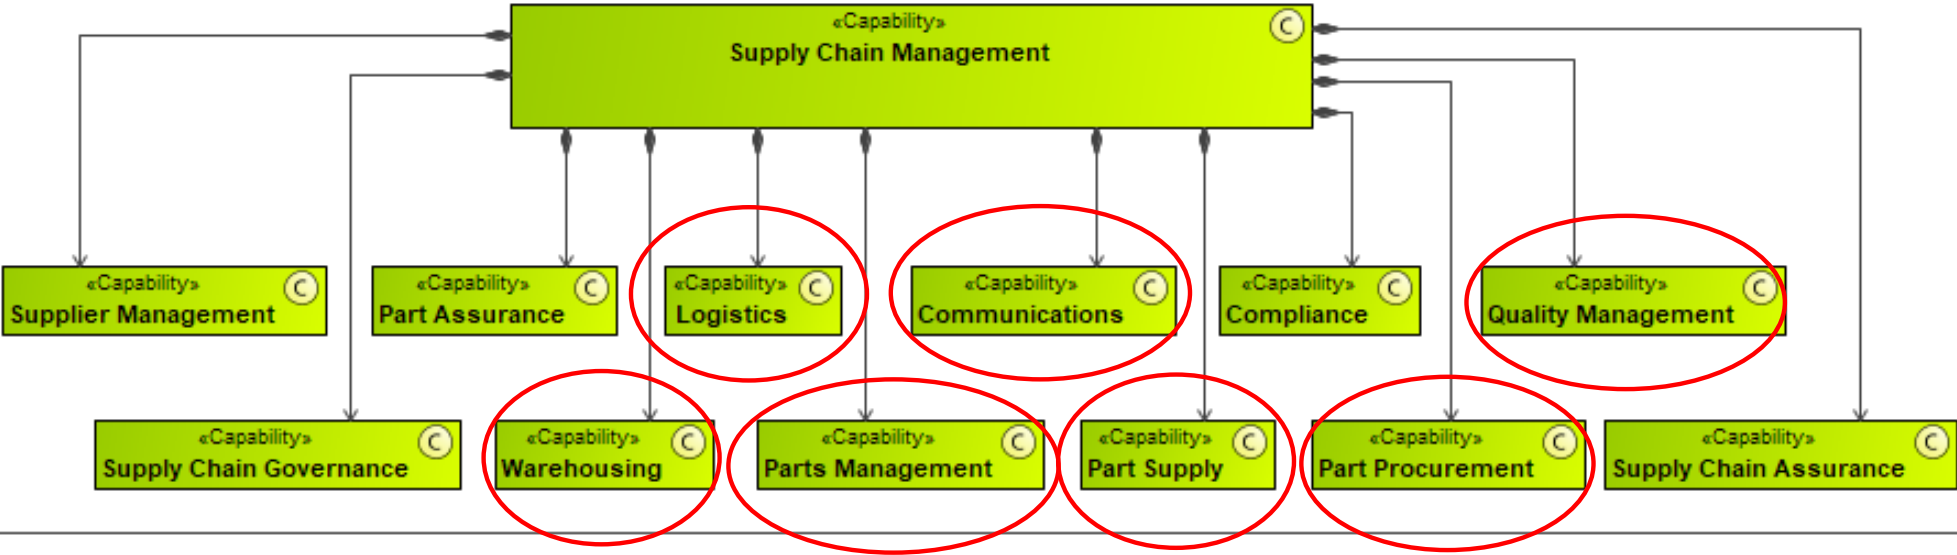 «Capability»
C
Supply Chain Management
«Capability»
C
Supplier Management
«Capability»
C
Part Assurance
«Capability»
C
Logistics
«Capability»
C
Communications
«Capability»
C
Compliance
«Capability»
C
Quality Management
«Capability»
C
Supply Chain Governance
«Capability»
C
Warehousing
«Capability»
C
Parts Management
«Capability»
C
Part Supply
«Capability»
C
Part Procurement
«Capability»
C
Supply Chain Assurance